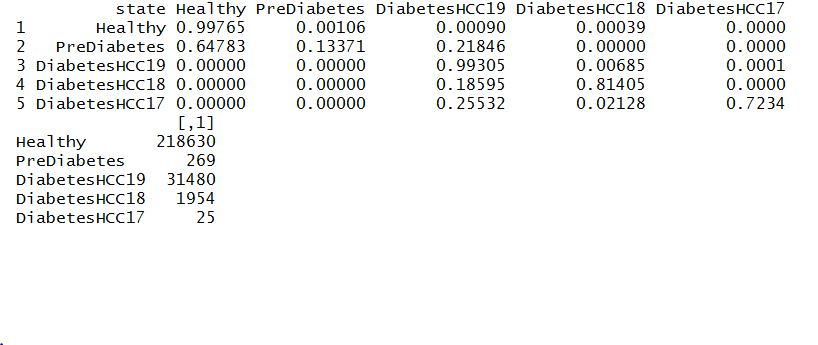 state Healthy PreDiabetes DiabetesHCC19 DiabetesHCC18 DiabetesHCC17
1 Healthy 0.99765 0.00106 0.00090 0.00039 0.0000
2 PreDiabetes 0.64783 0.13371 0.21846 0.00000 0.0000
3 DiabetesHCC19 0.00000 0.00000 0.99305 0.00685 0.0001
4 DiabetesHCC18 0.00000 0.00000 0.18595 0.81405 0.0000
5 DiabetesHCC17 0.00000 0.00000 0.25532 0.02128 0.7234
[,1]
Healthy 218630
PreDiabetes 269
DiabetesHCC19 31480
DiabetesHCC18 1954
DiabetesHCC17 25